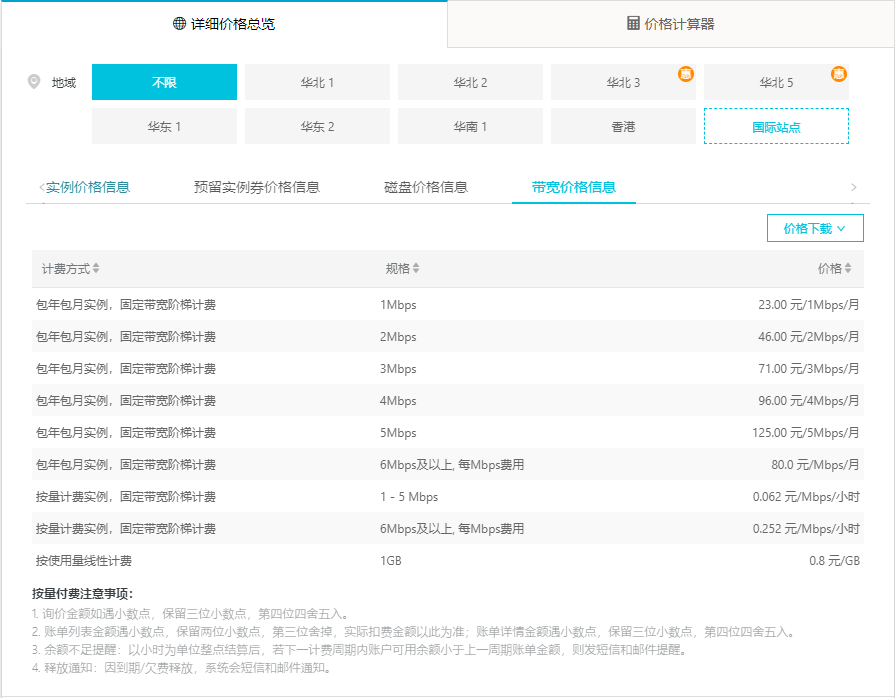 详细价格总览
价格计算器
地域
不限
华北 1
华北 2
华北 3
惠
华北 5
惠
华东 1
华东 2
华南 1
香港
国际站点
实例价格信息
预留实例券价格信息
磁盘价格信息
带宽价格信息
价格下载
计费方式 规格 价格
包年包月实例，固定带宽阶梯计费 1Mbps 23.00 元/1Mbps/月
包年包月实例，固定带宽阶梯计费 2Mbps 46.00 元/2Mbps/月
包年包月实例，固定带宽阶梯计费 3Mbps 71.00 元/3Mbps/月
包年包月实例，固定带宽阶梯计费 4Mbps 96.00 元/4Mbps/月
包年包月实例，固定带宽阶梯计费 5Mbps 125.00 元/5Mbps/月
包年包月实例，固定带宽阶梯计费 6Mbps及以上, 每Mbps费用 80.0 元/Mbps/月
按量计费实例，固定带宽阶梯计费 1 - 5 Mbps 0.062 元/Mbps/小时
按量计费实例，固定带宽阶梯计费 6Mbps及以上, 每Mbps费用 0.252 元/Mbps/小时
按使用量线性计费 1GB 0.8 元/GB
按量付费注意事项：
1. 询价金额如遇小数点，保留三位小数点，第四位四舍五入。
2. 账单列表金额遇小数点，保留两位小数点，第三位舍掉，实际扣费金额以此为准；账单详情金额遇小数点，保留三位小数点，第四位四舍五入。
3. 余额不足提醒：以小时为单位整点结算后，若下一计费周期内账户可用余额小于上一周期账单金额，则发短信和邮件提醒。
4. 释放通知：因到期/欠费释放，系统会短信和邮件通知。